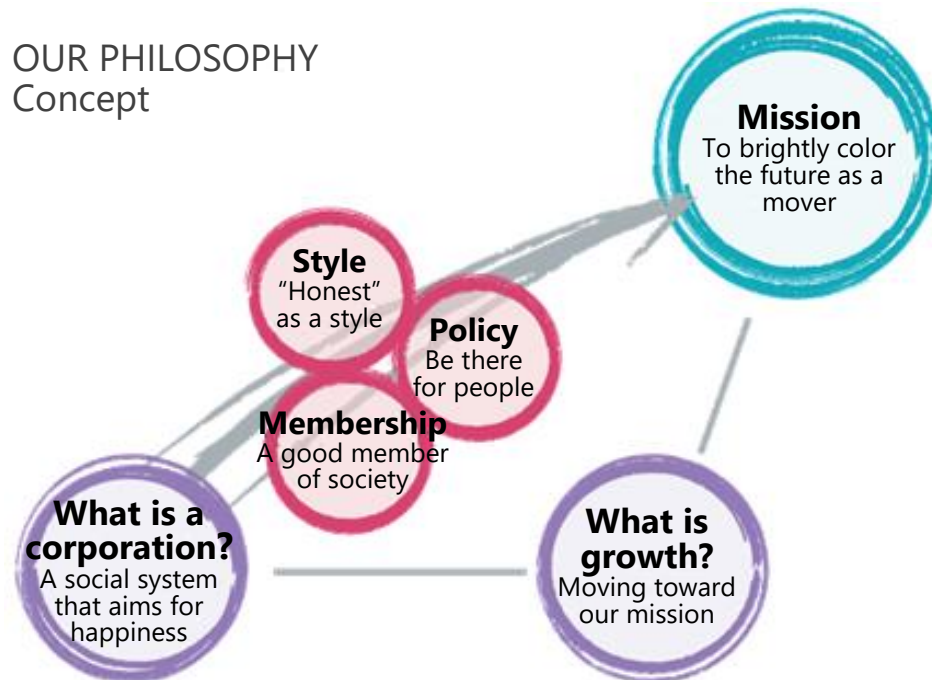 OUR PHILOSOPHY
Concept
Mission
To brightly color
the future as a
mover
Style
“Honest”
as a style
Policy
Be there
for people
Membership
A good member
of society
What is a
corporation?
A social system
that aims for
happiness
What is
growth?
Moving toward
our mission